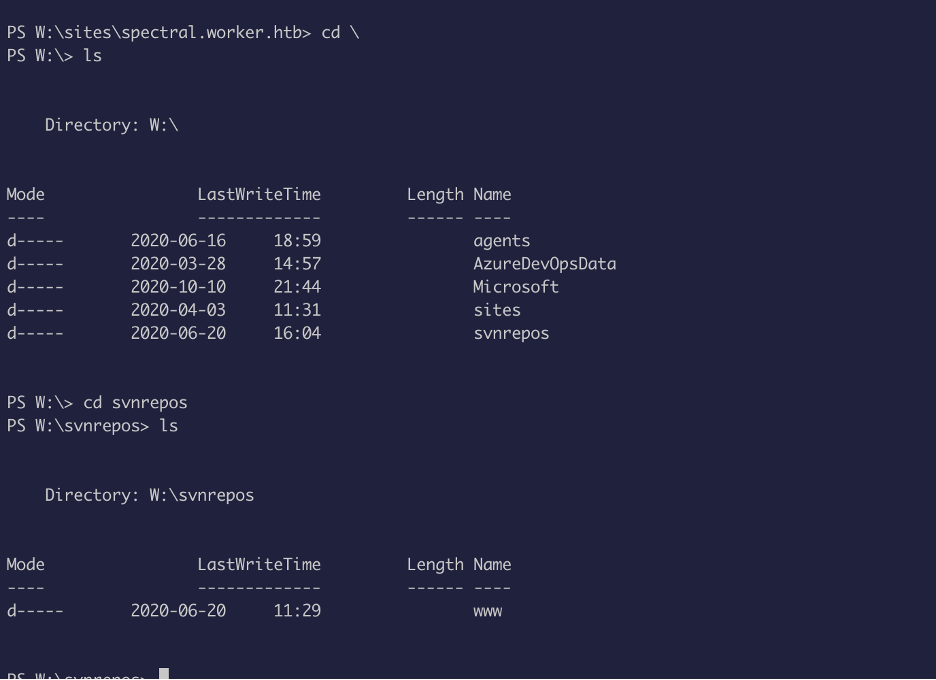 PS W:\sites\spectral.worker.htb> cd \
PS W:\> ls
Directory: W:\
Mode LastWriteTime Length Name
---- ------------- ------ ----
d----- 2020-06-16 18:59 agents
d----- 2020-03-28 14:57 AzureDevOpsData
d----- 2020-10-10 21:44 Microsoft
d----- 2020-04-03 11:31 sites
d----- 2020-06-20 16:04 svnrepos
PS W:\> cd svnrepos
PS W:\svnrepos> ls
Directory: W:\svnrepos
Mode LastWriteTime Length Name
---- ------------- ------ ----
d----- 2020-06-20 11:29 www
PS W:\svnrepos>